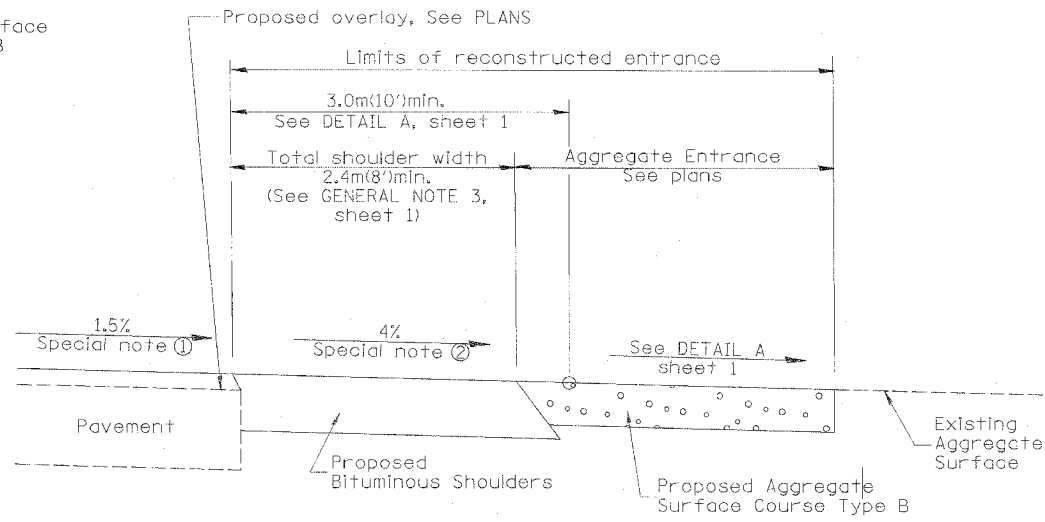 face
B
Proposed overlay, See PLANS
Limits of reconstructed entrance
3.0m(10')min.
See DETAIL A, sheet 1
Total shoulder width
2.4m(8')min.
(See GENERAL NOTE 3,
sheet 1)
Aggregate Entrance
See plans
1.5%
Special note ①
4%
Special note ②
See DETAIL A
sheet 1
Pavement
Proposed
Bituminous Shoulders
Proposed Aggregate
Surface Course Type B
Existing
Aggregate
Surface